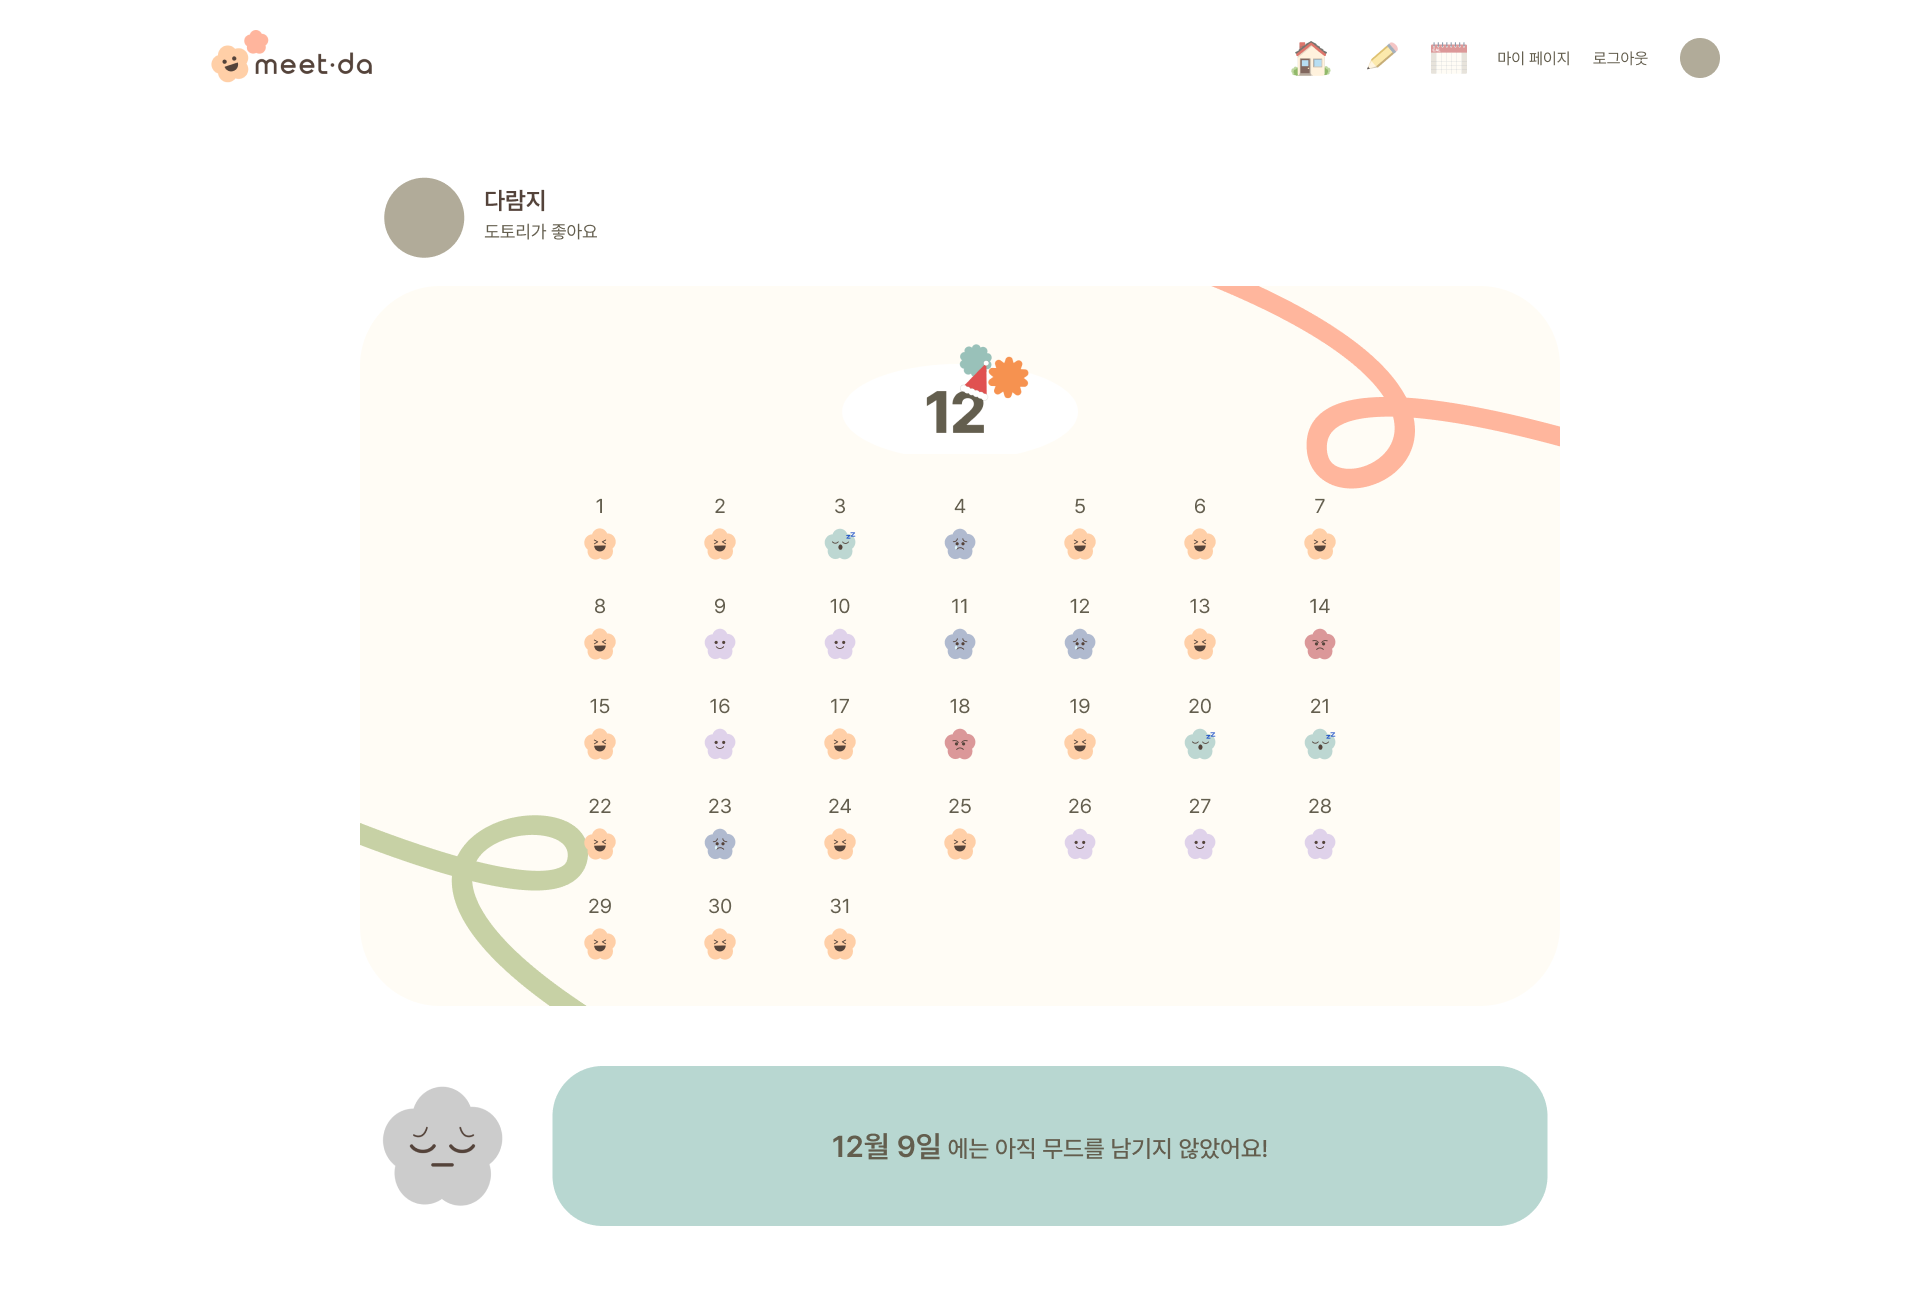 meet·da
마이 페이지 로그아웃
다람지
도토리가 좋아요
12
1 2 3 4 5 6 7
8 9 10 11 12 13 14
15 16 17 18 19 20 21
22 23 24 25 26 27 28
29 30 31
12월 9일 에는 아직 무드를 남기지 않았어요!